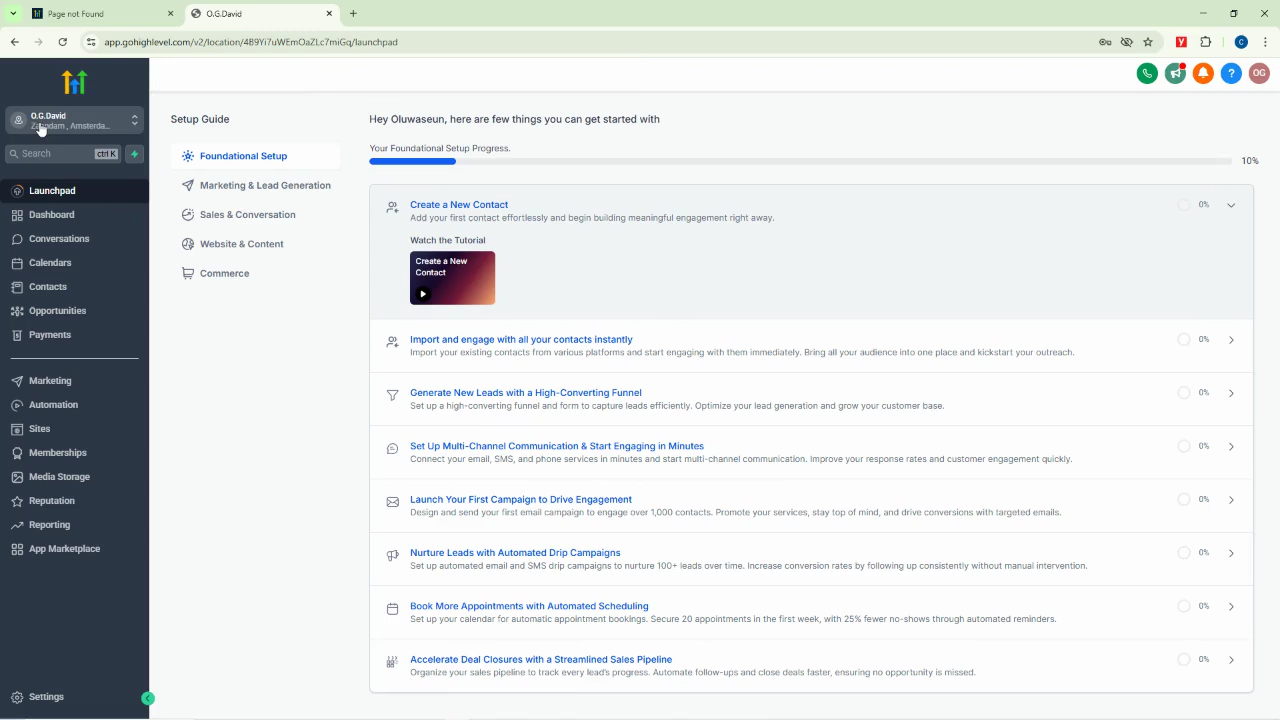 Page not Found
O.G.David
app.gohighlevel.com/v2/location/4B9Yi7uWEmOaZLc7miGq/launchpad
O.G.David
Amsterda...
Search
ctrl K
Launchpad
Dashboard
Conversations
Calendars
Contacts
Opportunities
Payments
Marketing
Automation
Sites
Memberships
Media Storage
Reputation
Reporting
App Marketplace
Settings
Setup Guide
Foundational Setup
Marketing & Lead Generation
Sales & Conversation
Website & Content
Commerce
OG
Hey Oluwaseun, here are few things you can get started with
Your Foundational Setup Progress.
10%
Create a New Contact
0%
Add your first contact effortlessly and begin building meaningful engagement right away.
Watch the Tutorial
Create a New
Contact
Import and engage with all your contacts instantly
0%
Import your existing contacts from various platforms and start engaging with them immediately. Bring all your audience into one place and kickstart your outreach.
Generate New Leads with a High-Converting Funnel
0%
Set up a high-converting funnel and form to capture leads efficiently. Optimize your lead generation and grow your customer base.
Set Up Multi-Channel Communication & Start Engaging in Minutes
0%
Connect your email, SMS, and phone services in minutes and start multi-channel communication. Improve your response rates and customer engagement quickly.
Launch Your First Campaign to Drive Engagement
0%
Design and send your first email campaign to engage over 1,000 contacts. Promote your services, stay top of mind, and drive conversions with targeted emails.
Nurture Leads with Automated Drip Campaigns
0%
Set up automated email and SMS drip campaigns to nurture 100+ leads over time. Increase conversion rates by following up consistently without manual intervention.
Book More Appointments with Automated Scheduling
0%
Set up your calendar for automatic appointment bookings. Secure 20 appointments in the first week, with 25% fewer no-shows through automated reminders.
Accelerate Deal Closures with a Streamlined Sales Pipeline
0%
Organize your sales pipeline to track every lead's progress. Automate follow-ups and close deals faster, ensuring no opportunity is missed.